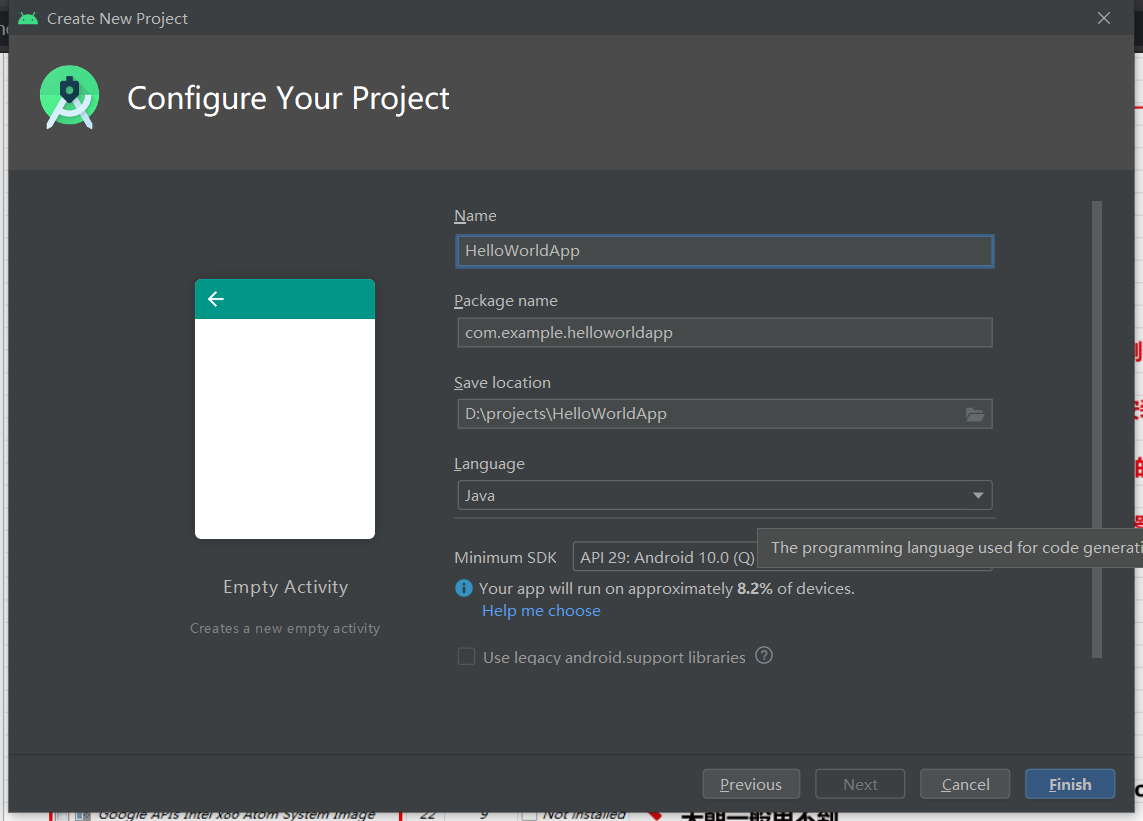 Create New Project
Configure Your Project
Name
HelloWorldApp
Package name
com.example.helloworldapp
Save location
D:\projects\HelloWorldApp
Language
Java
The programming language used for code generati
Minimum SDK
API 29: Android 10.0 (Q)
Your app will run on approximately 8.2% of devices.
Help me choose
Use legacy android.support libraries
Empty Activity
Creates a new empty activity
Previous
Next
Cancel
Finish
Google APIs Intel x86 Atom System Image 22 9 Not installed